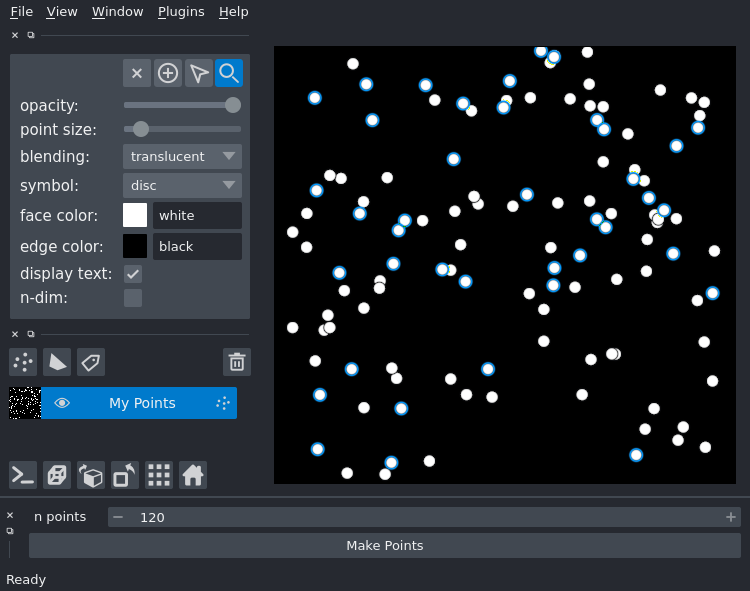 File View Window Plugins Help
opacity:
point size:
blending: translucent
symbol: disc
face color: white
edge color: black
display text:
n-dim:
My Points
n points 120
Make Points
Ready